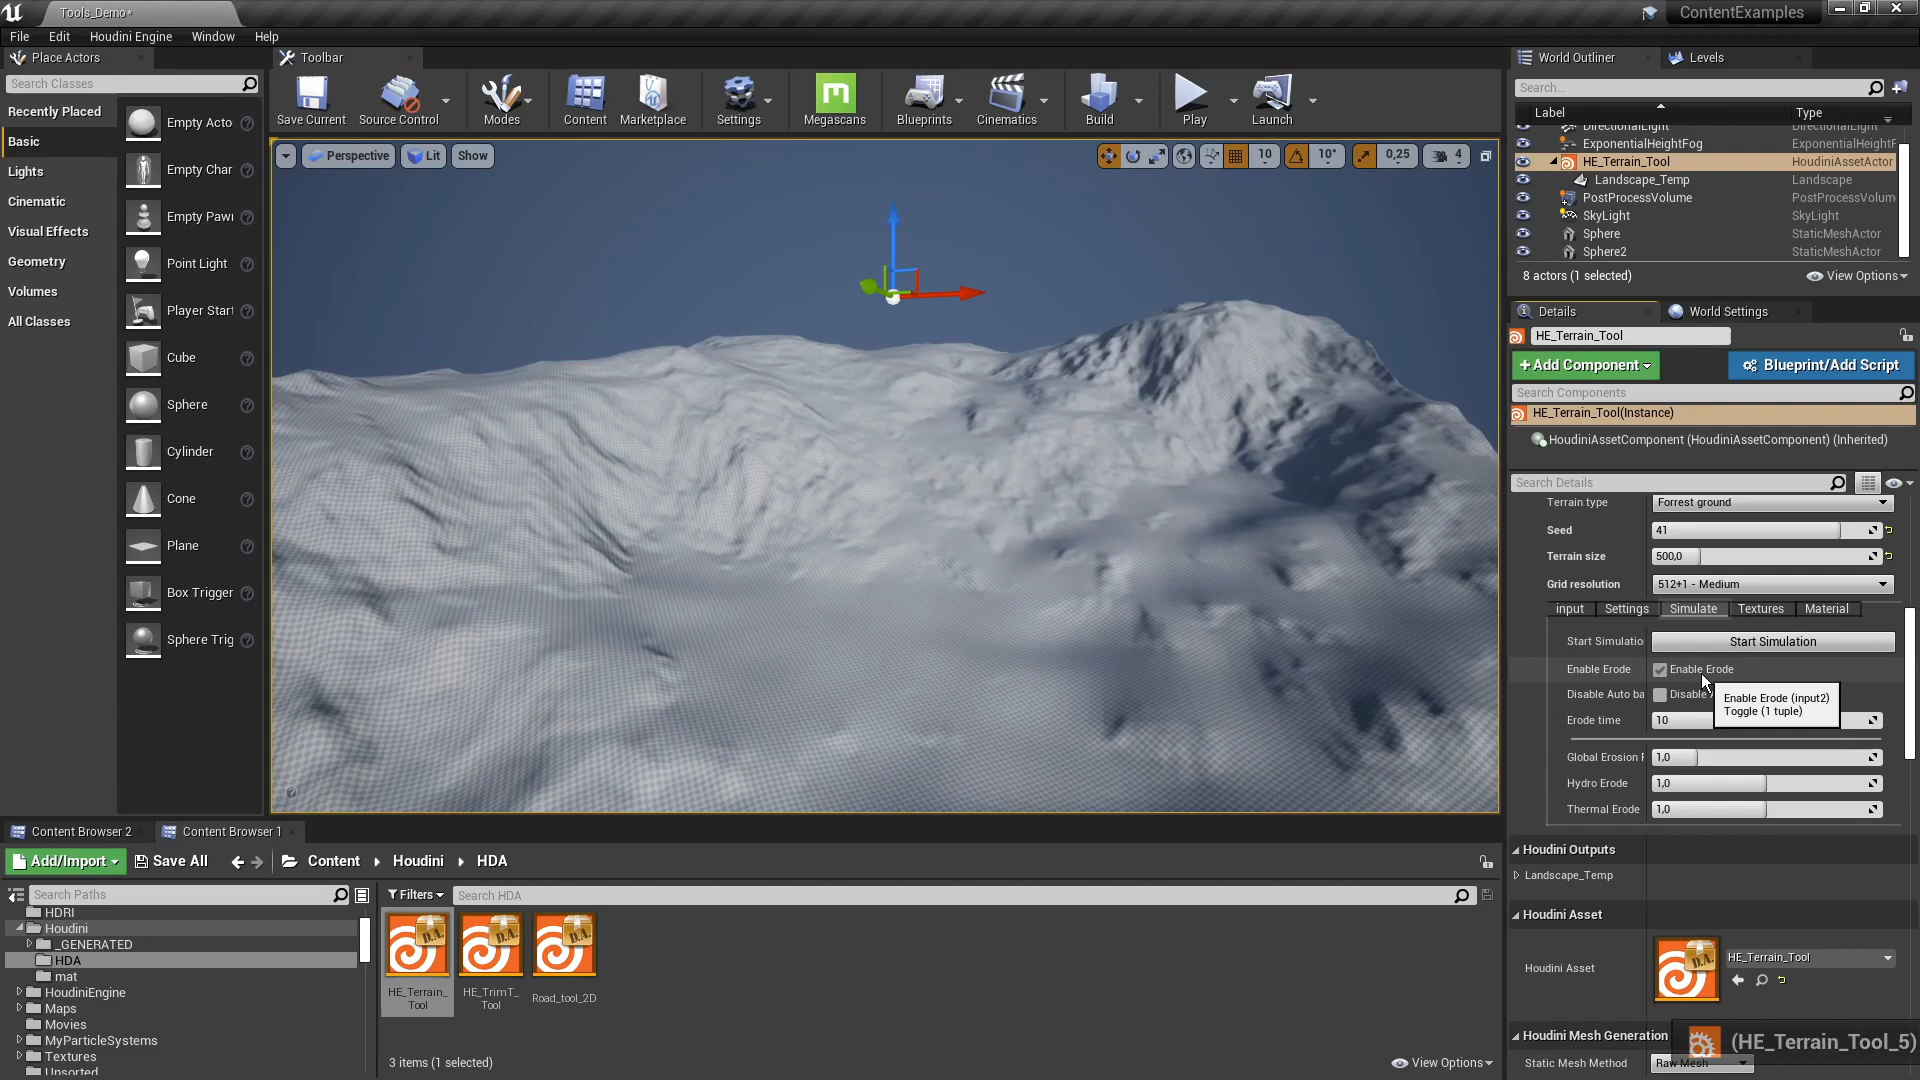 Tools_Demo*
ContentExamples
File Edit Houdini Engine Window Help
Place Actors
Search Classes
Recently Placed
Basic
Lights
Cinematic
Visual Effects
Geometry
Volumes
All Classes
Empty Acto
Empty Char
Empty Pawn
Point Light
Player Start
Cube
Sphere
Cylinder
Cone
Plane
Box Trigger
Sphere Trig
Toolbar
Save Current Source Control Modes Content Marketplace Settings Megascans Blueprints Cinematics Build Play Launch
Perspective Lit Show
10 10° 0,25 4
World Outliner Levels
Search...
Label Type
DirectionalLight DirectionalLight
ExponentialHeightFog ExponentialHeightF
HE_Terrain_Tool HoudiniAssetActor
Landscape_Temp Landscape
PostProcessVolume PostProcessVolum
SkyLight SkyLight
Sphere StaticMeshActor
Sphere2 StaticMeshActor
8 actors (1 selected) View Options
Details World Settings
HE_Terrain_Tool
+Add Component Blueprint/Add Script
Search Components
HE_Terrain_Tool(Instance)
HoudiniAssetComponent (HoudiniAssetComponent) (Inherited)
Search Details
Terrain type Forrest ground
Seed 41
Terrain size 500,0
Grid resolution 512+1 - Medium
input Settings Simulate Textures Material
Start Simulatio Start Simulation
Enable Erode Enable Erode
Disable Auto ba Disable
Enable Erode (input2)
Toggle (1 tuple)
Erode time 10
Global Erosion F 1,0
Hydro Erode 1,0
Thermal Erode 1,0
Houdini Outputs
Landscape_Temp
Houdini Asset
Houdini Asset HE_Terrain_Tool
Houdini Mesh Generation
(HE_Terrain_Tool_5)
Static Mesh Method Raw Mesh
Content Browser 2 Content Browser 1
Add/Import Save All Content Houdini HDA
Search Paths
HDRI
Houdini
_GENERATED
HDA
mat
HoudiniEngine
Maps
Movies
MyParticleSystems
Textures
Unsorted
Filters Search HDA
D.A. D.A. D.A.
HE_Terrain_
Tool
HE_TrimT_
Tool
Road_tool_2D
3 items (1 selected) View Options